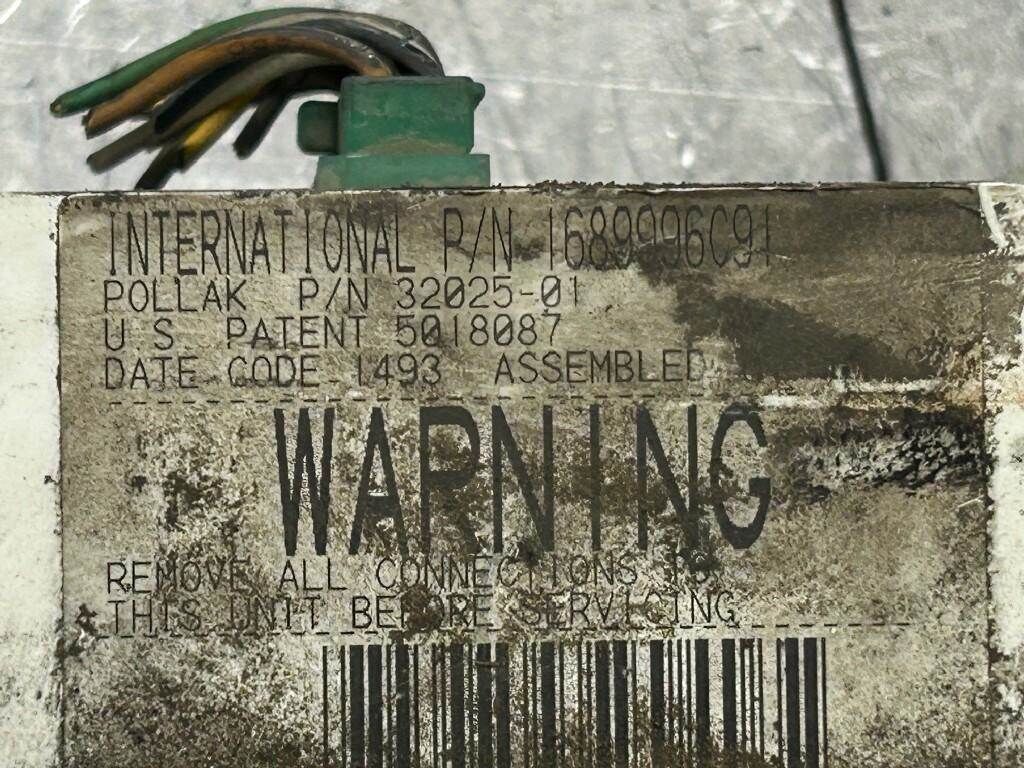 INTERNATIONAL P/N 1689996C91
POLLAK P/N 32025-01
U S PATENT 5018087
DATE CODE 1493 ASSEMBLED
WARNING
REMOVE ALL CONNECTIONS TO
THIS UNIT BEFORE SERVICING